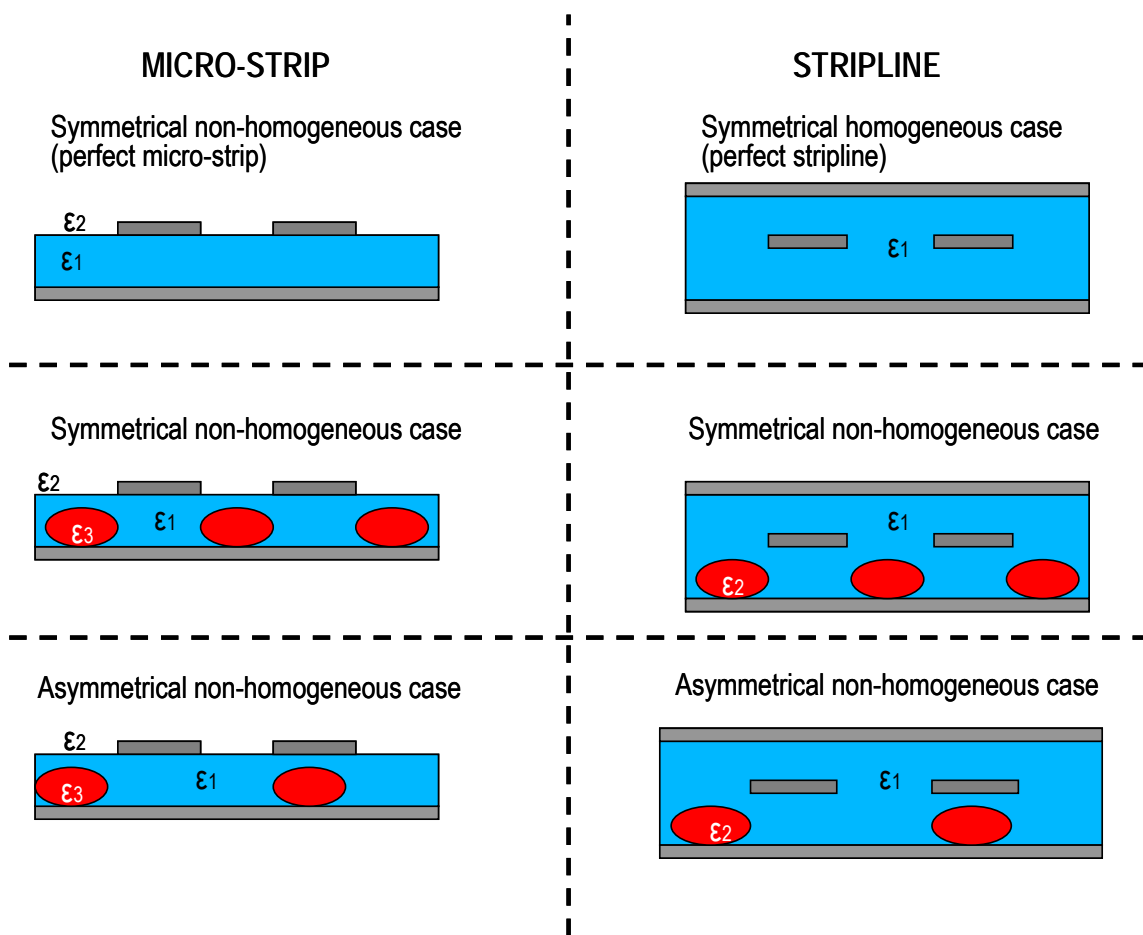 MICRO-STRIP
STRIPLINE
Symmetrical non-homogeneous case
(perfect micro-strip)
Symmetrical homogeneous case
(perfect stripline)
ε2
ε1
ε1
Symmetrical non-homogeneous case
Symmetrical non-homogeneous case
ε2
ε1
ε3
ε1
ε2
Asymmetrical non-homogeneous case
Asymmetrical non-homogeneous case
ε2
ε1
ε3
ε1
ε2